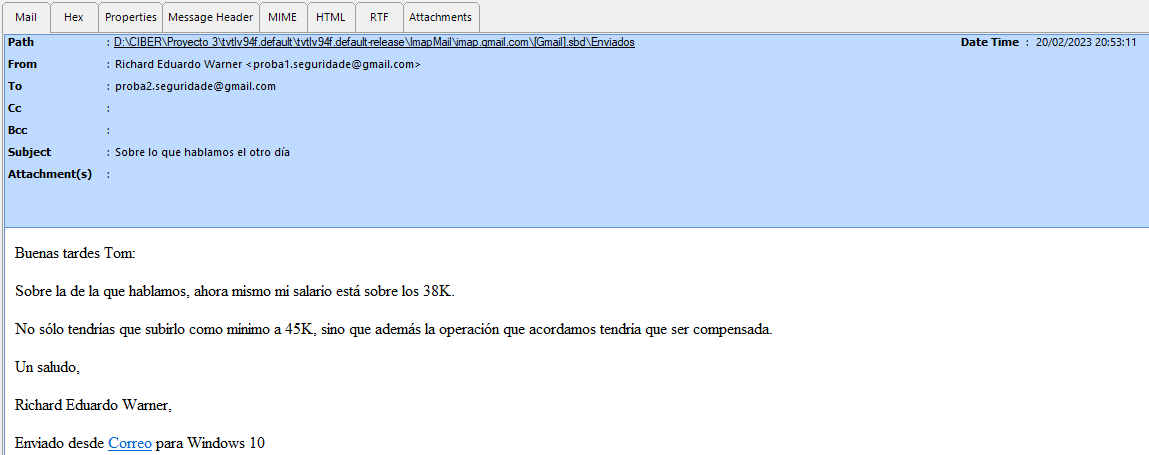 Mail Hex Properties Message Header MIME HTML RTF Attachments
Path : D:\CIBER\Proyecto 3\tvtlv94f.default\tvtlv94f.default-release\ImapMail\imap.gmail.com\[Gmail].sbd\Enviados Date Time : 20/02/2023 20:53:11
From : Richard Eduardo Warner <proba1.seguridade@gmail.com>
To : proba2.seguridade@gmail.com
Cc :
Bcc :
Subject : Sobre lo que hablamos el otro día
Attachment(s) :
Buenas tardes Tom:
Sobre la de la que hablamos, ahora mismo mi salario está sobre los 38K.
No sólo tendrías que subirlo como mínimo a 45K, sino que además la operación que acordamos tendría que ser compensada.
Un saludo,
Richard Eduardo Warner,
Enviado desde Correo para Windows 10